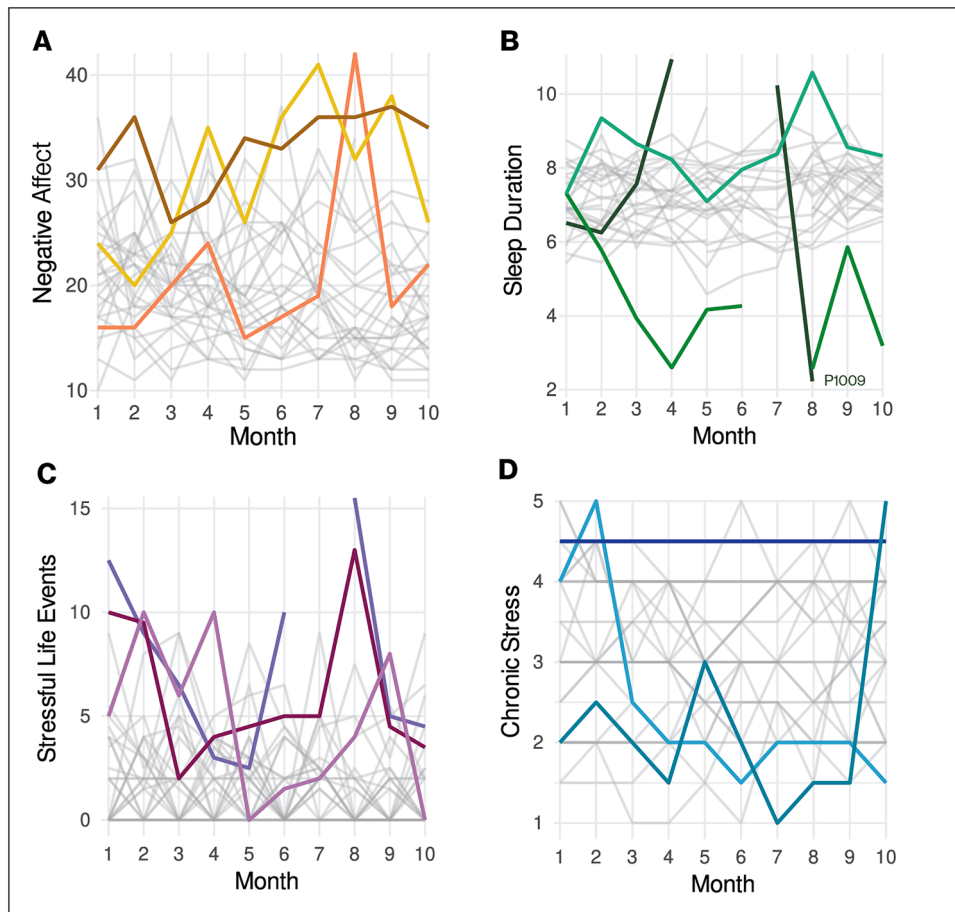 A
Negative Affect
40
30
20
10
1 2 3 4 5 6 7 8 9 10
Month
B
Sleep Duration
10
8
6
4
2
P1009
1 2 3 4 5 6 7 8 9 10
Month
C
Stressful Life Events
15
10
5
0
1 2 3 4 5 6 7 8 9 10
Month
D
Chronic Stress
5
4
3
2
1
1 2 3 4 5 6 7 8 9 10
Month